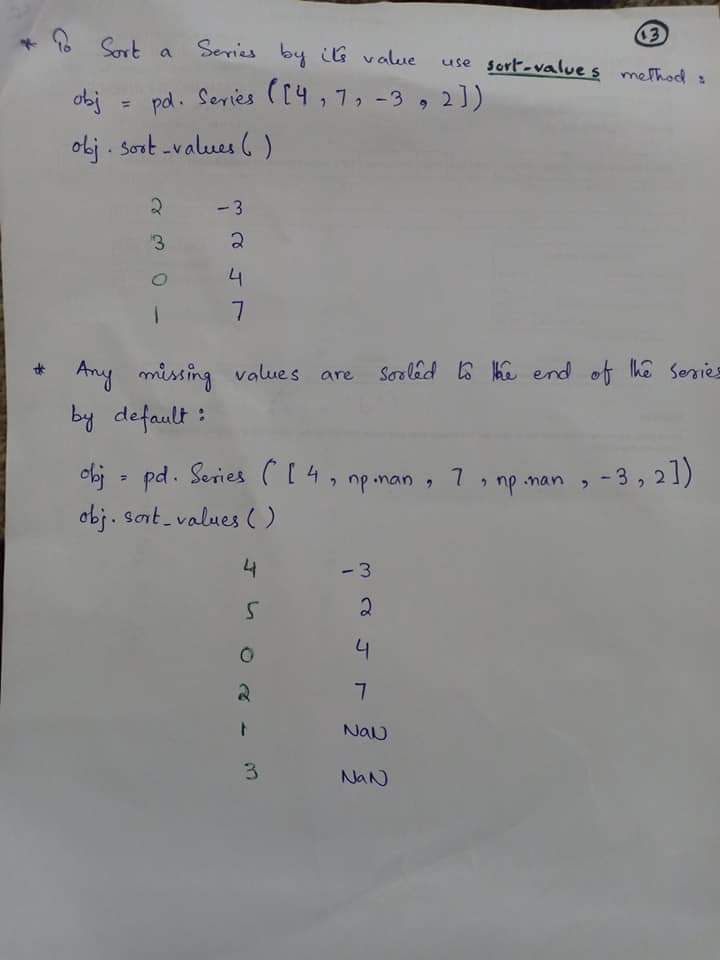 13
* To Sort a Series by its value use sort-values method:
obj = pd. Series ([4, 7, -3, 2])
obj. sort_values( )
2 -3
3 2
0 4
1 7
* Any missing values are sorted to the end of the series
by default:
obj = pd. Series ([4, np.nan, 7, np.nan, -3, 2])
obj. sort_values( )
4 -3
5 2
0 4
2 7
1 NaN
3 NaN